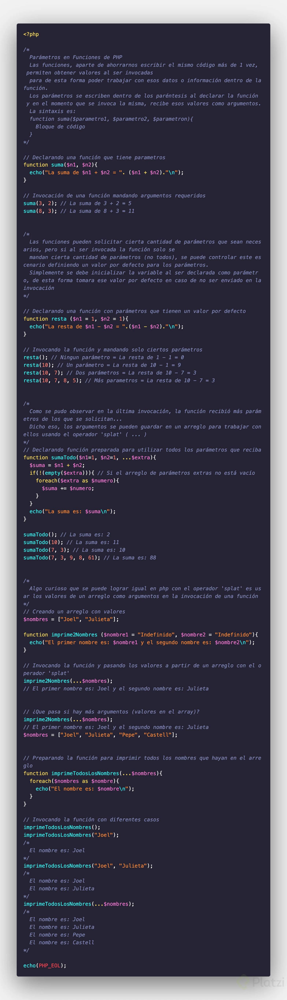 <?php
/*
Parámetros en Funciones de PHP
Las funciones, aparte de ahorrarnos escribir el mismo código más de 1 vez,
permiten obtener valores al ser invocadas
para de esta forma poder trabajar con esos datos o información dentro de la
función.
Los parámetros se escriben dentro de los paréntesis al declarar la función
y en el momento que se invoca la misma, recibe esos valores como argumentos.
La sintaxis es:
function suma($parametro1, $parametro2, $parametron){
Bloque de código
}
*/
// Declarando una función que tiene parametros
function suma($n1, $n2){
echo("La suma de $n1 + $n2 = ". ($n1 + $n2)."\n");
}
// Invocación de una función mandando argumentos requeridos
suma(3, 2); // La suma de 3 + 2 = 5
suma(8, 3); // La suma de 8 + 3 = 11
/*
Las funciones pueden solicitar cierta cantidad de parámetros que sean neces
arios, pero si al ser invocada la función solo se
mandan cierta cantidad de parámetros (no todos), se puede controlar este es
cenario definiendo un valor por defecto para los parámetros.
Simplemente se debe inicializar la variable al ser declarada como parámetr
o, de esta forma tomara ese valor por defecto en caso de no ser enviado en la
invocación
*/
// Declarando una función con parámetros que tienen un valor por defecto
function resta ($n1 = 1, $n2 = 1){
echo("La resta de $n1 - $n2 = ".($n1 - $n2)."\n");
}
// Invocando la función y mandando solo ciertos parámetros
resta(); // Ningun parámetro = La resta de 1 - 1 = 0
resta(10); // Un parámetro = La resta de 10 - 1 = 9
resta(10, 7); // Dos parámetros = La resta de 10 - 7 = 3
resta(10, 7, 8, 5); // Más parametros = La resta de 10 - 7 = 3
/*
Como se pudo observar en la última invocación, la función recibió más parám
etros de los que se solicitan...
Dicho eso, los argumentos se pueden guardar en un arreglo para trabajar con
ellos usando el operador 'splat' ( ... )
*/
// Declarando función preparada para utilizar todos los parámetros que reciba
function sumaTodo($n1=1, $n2=1, ...$extra){
$suma = $n1 + $n2;
if(!(empty($extra))){ // Si el arreglo de parámetros extras no está vacío
foreach($extra as $numero){
$suma += $numero;
}
}
echo("La suma es: $suma\n");
}
sumaTodo(); // La suma es: 2
sumaTodo(10); // La suma es: 11
sumaTodo(7, 3); // La suma es: 10
sumaTodo(7, 3, 9, 8, 61); // La suma es: 88
/*
Algo curioso que se puede lograr igual en php con el operador 'splat' es us
ar los valores de un arreglo como argumentos en la invocación de una función
*/
// Creando un arreglo con valores
$nombres = ["Joel", "Julieta"];
function imprime2Nombres ($nombre1 = "Indefinido", $nombre2 = "Indefinido"){
echo("El primer nombre es: $nombre1 y el segundo nombre es: $nombre2\n");
}
// Invocando la función y pasando los valores a partir de un arreglo con el o
perador 'splat'
imprime2Nombres(...$nombres);
// El primer nombre es: Joel y el segundo nombre es: Julieta
// ¿Que pasa si hay más argumentos (valores en el array)?
imprime2Nombres(...$nombres);
// El primer nombre es: Joel y el segundo nombre es: Julieta
$nombres = ["Joel", "Julieta", "Pepe", "Castell"];
// Preparando la función para imprimir todos los nombres que hayan en el arre
glo
function imprimeTodosLosNombres(...$nombres){
foreach($nombres as $nombre){
echo("El nombre es: $nombre\n");
}
}
// Invocando la función con diferentes casos
imprimeTodosLosNombres();
imprimeTodosLosNombres("Joel");
/*
El nombre es: Joel
*/
imprimeTodosLosNombres("Joel", "Julieta");
/*
El nombre es: Joel
El nombre es: Julieta
*/
imprimeTodosLosNombres(...$nombres);
/*
El nombre es: Joel
El nombre es: Julieta
El nombre es: Pepe
El nombre es: Castell
*/
echo(PHP_EOL);
Platzi